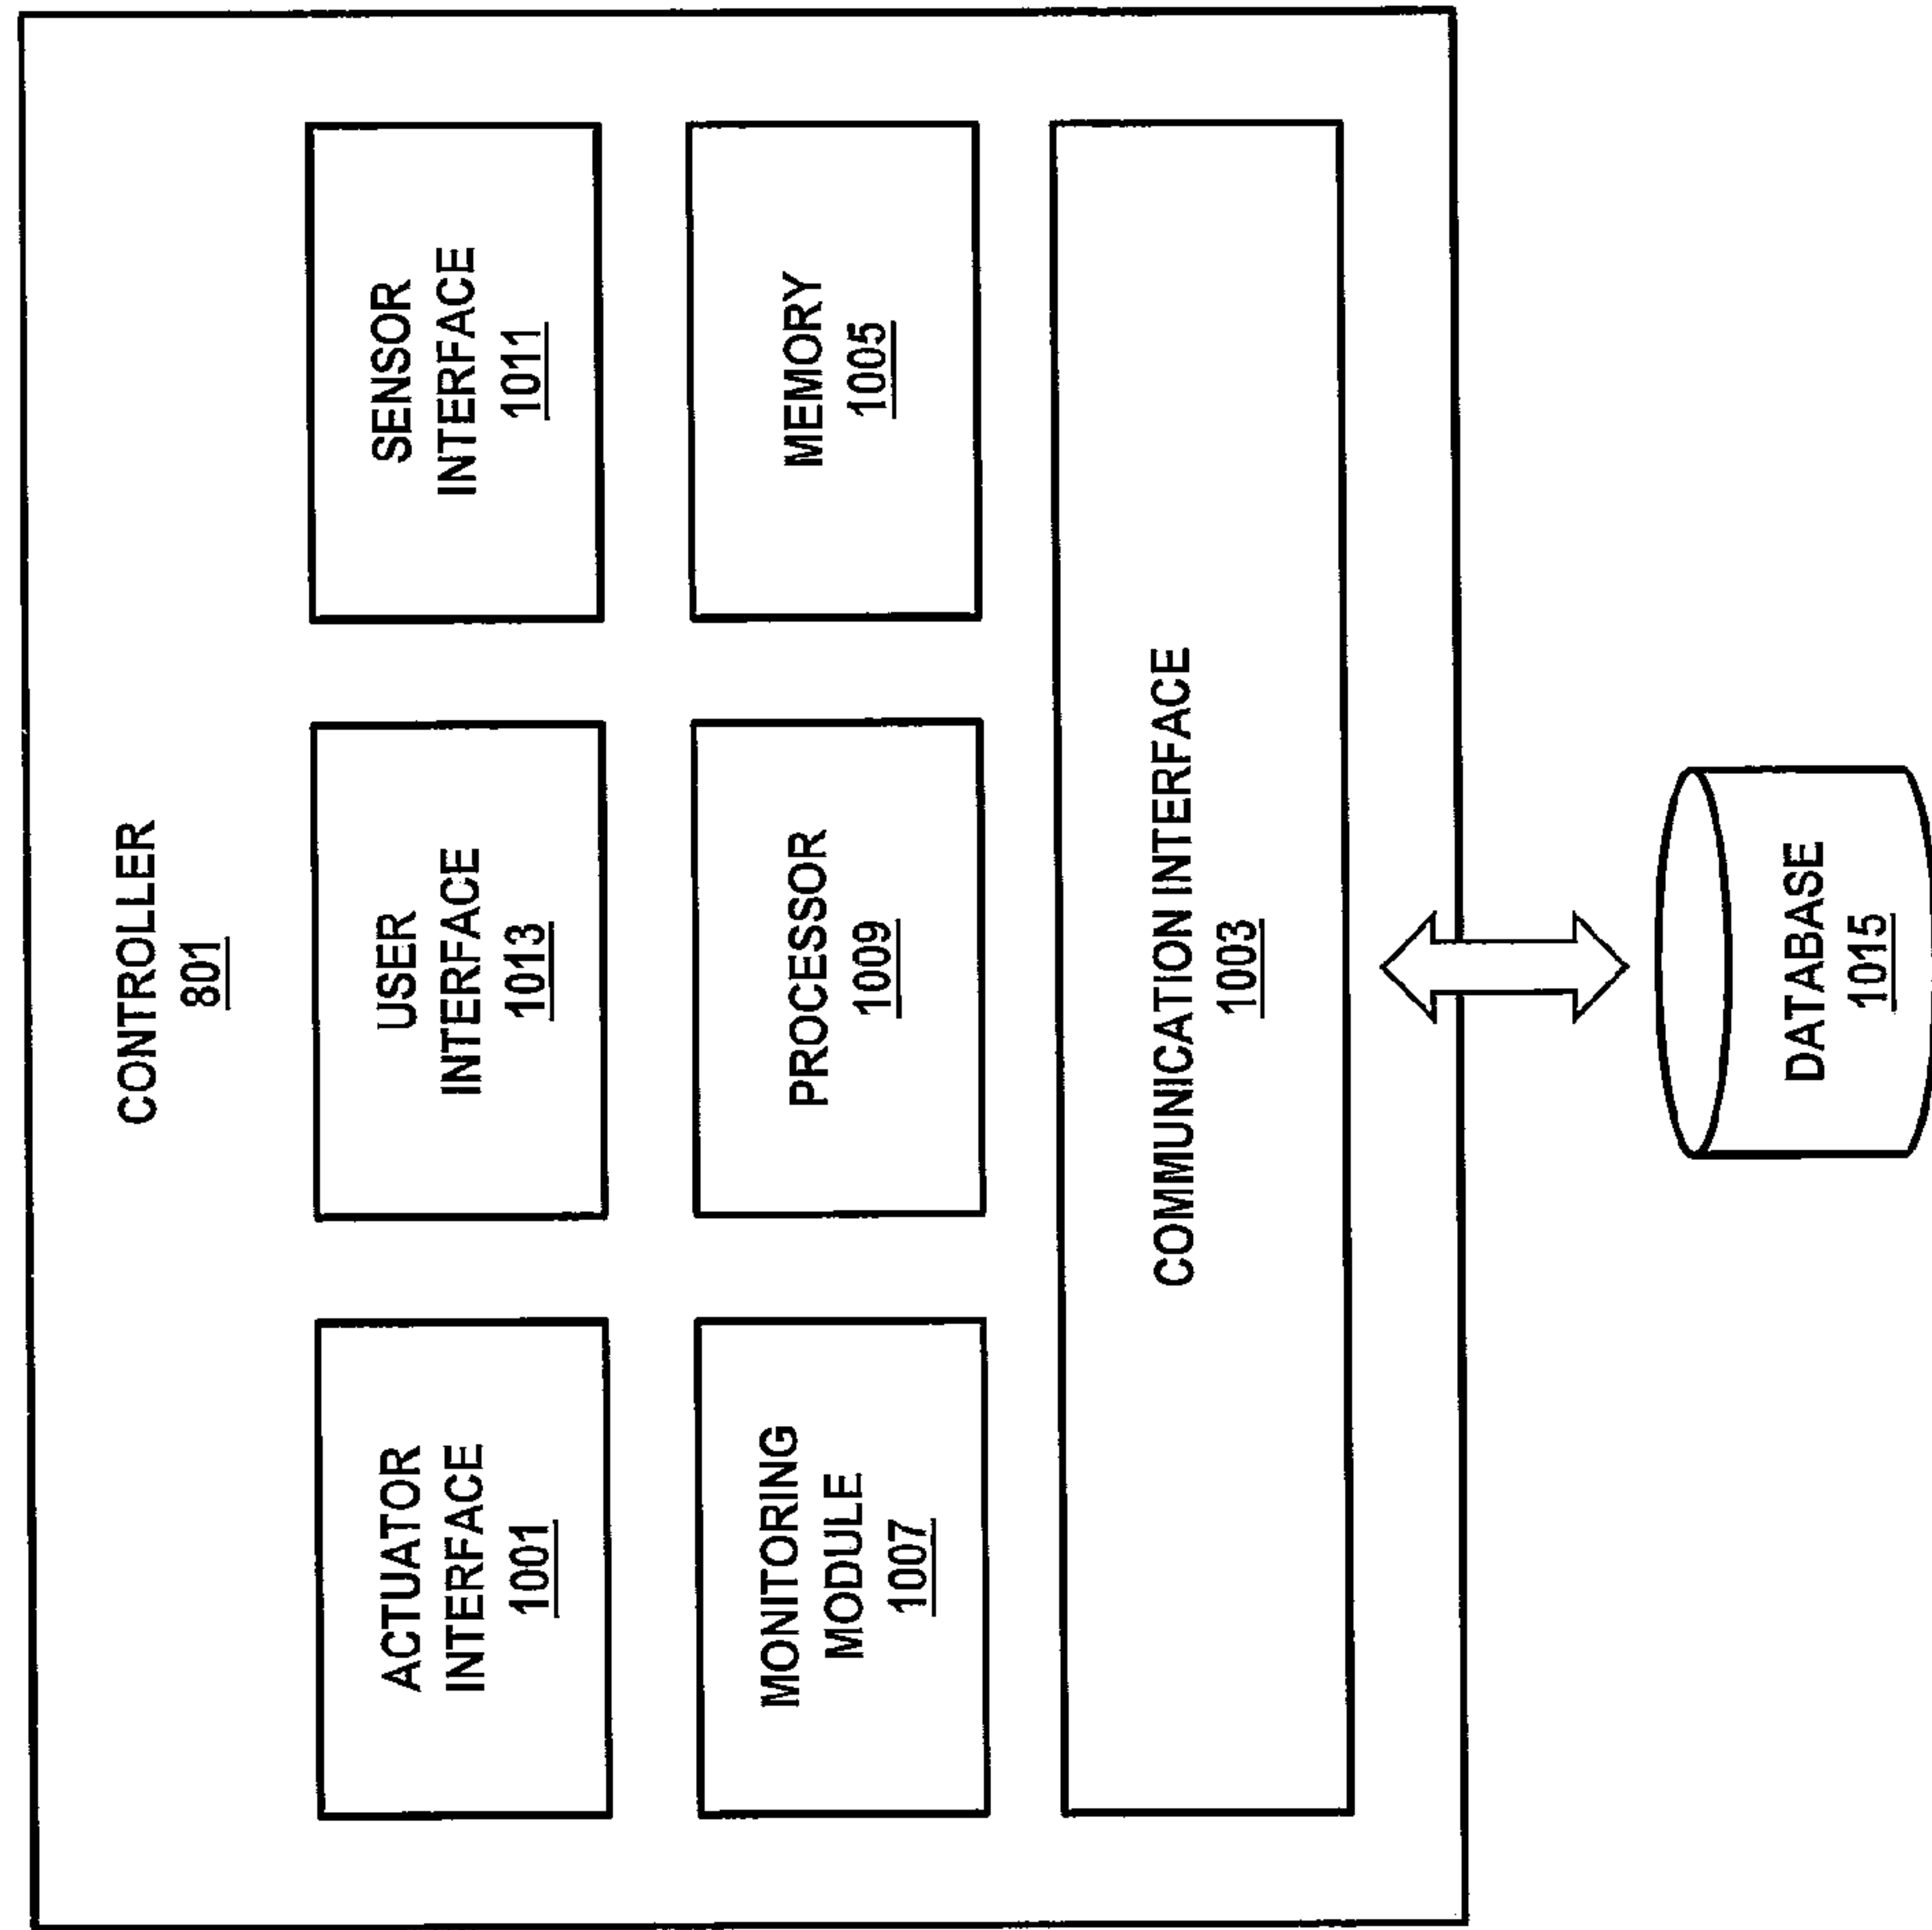 CONTROLLER
801
ACTUATOR
INTERFACE
1001
USER
INTERFACE
1013
SENSOR
INTERFACE
1011
MONITORING
MODULE
1007
PROCESSOR
1009
MEMORY
1005
COMMUNICATION INTERFACE
1003
DATABASE
1015